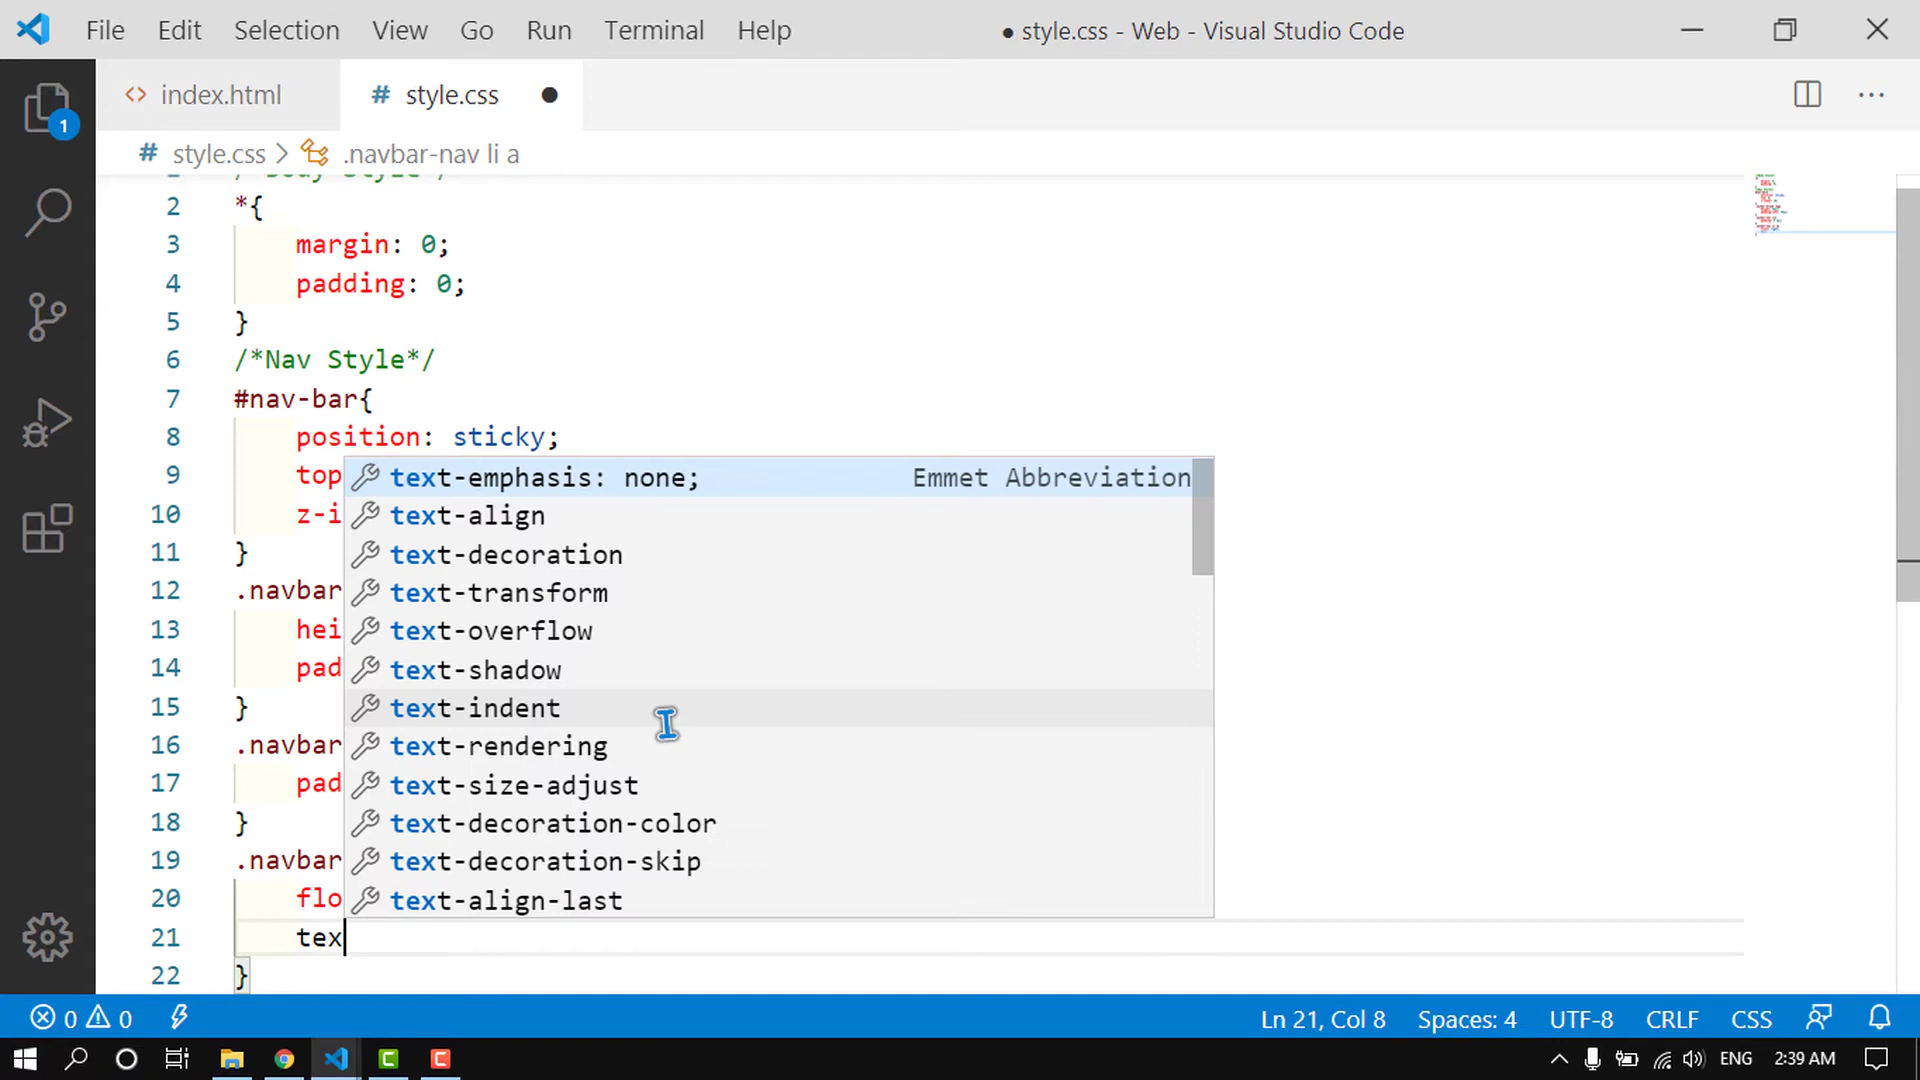 File Edit Selection View Go Run Terminal Help ● style.css - Web - Visual Studio Code
1
<> index.html # style.css ● ···
# style.css > .navbar-nav li a
1 /*Body Style*/
2 *{
3 margin: 0;
4 padding: 0;
5 }
6 /*Nav Style*/
7 #nav-bar{
8 position: sticky;
9 top
10 z-i
11 }
12 .navbar
13 hei
14 pad
15 }
16 .navbar
17 pad
18 }
19 .navbar
20 flo
21 tex
22 }
text-emphasis: none; Emmet Abbreviation
text-align
text-decoration
text-transform
text-overflow
text-shadow
text-indent
text-rendering
text-size-adjust
text-decoration-color
text-decoration-skip
text-align-last
0 0 Ln 21, Col 8 Spaces: 4 UTF-8 CRLF CSS
ENG 2:39 AM